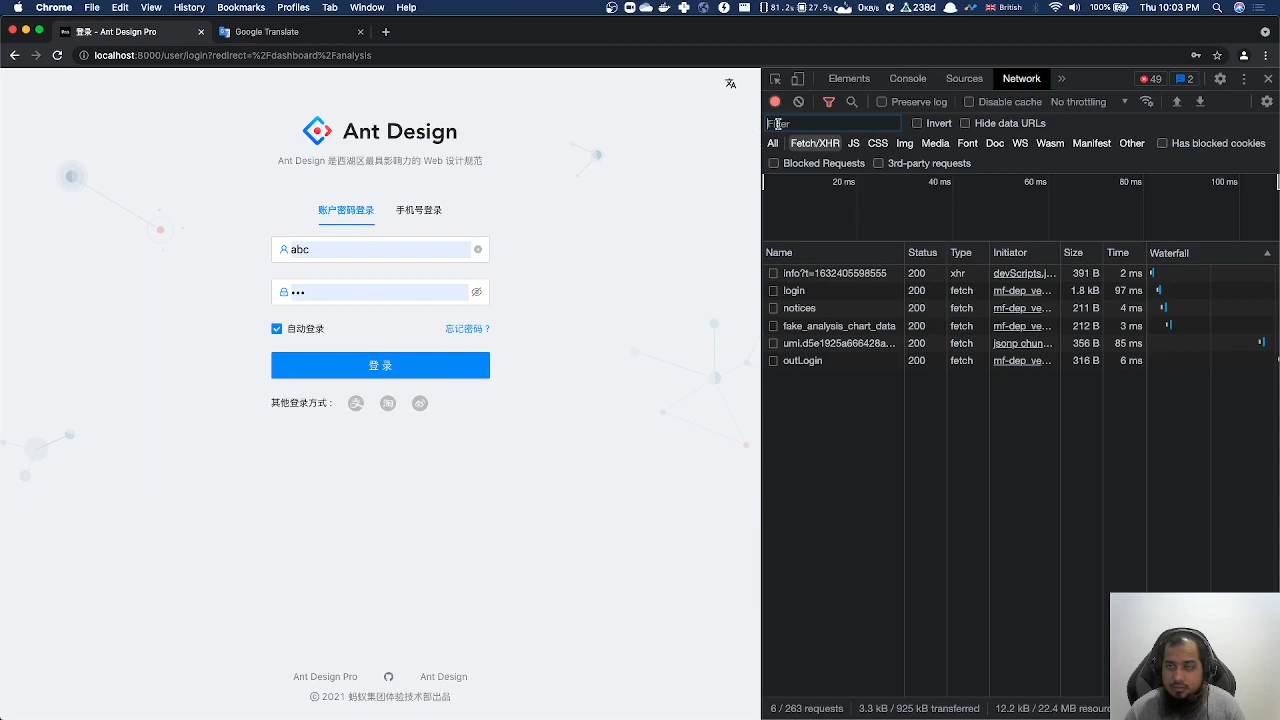 Chrome File Edit View History Bookmarks Profiles Tab Window Help 81.2s 27.9s 0κʙ/s 238d British 100% Thu 10:03 PM
登录 - Ant Design Pro Google Translate
localhost:8000/user/login?redirect=%2Fdashboard%2Fanalysis
Elements Console Sources Network 49 2
Preserve log Disable cache No throttling
Filter Invert Hide data URLs
All Fetch/XHR JS CSS Img Media Font Doc WS Wasm Manifest Other Has blocked cookies
Blocked Requests 3rd-party requests
20 ms 40 ms 60 ms 80 ms 100 ms
Name Status Type Initiator Size Time Waterfall
info?t=1632405598555 200 xhr devScripts.j... 391 B 2 ms
login 200 fetch mf-dep_ve... 1.8 kB 97 ms
notices 200 fetch mf-dep_ve... 211 B 4 ms
fake_analysis_chart_data 200 fetch mf-dep_ve... 212 B 3 ms
umi.d5e1925a666428a... 200 fetch jsonp chun... 356 B 85 ms
outLogin 200 fetch mf-dep_ve... 316 B 6 ms
6 / 263 requests 3.3 kB / 925 kB transferred 12.2 kB / 22.4 MB resourc
Ant Design
Ant Design 是西湖区最具影响力的 Web 设计规范
账户密码登录 手机号登录
abc
•••
自动登录 忘记密码 ?
登 录
其他登录方式 : 支 淘
Ant Design Pro Ant Design
© 2021 蚂蚁集团体验技术部出品